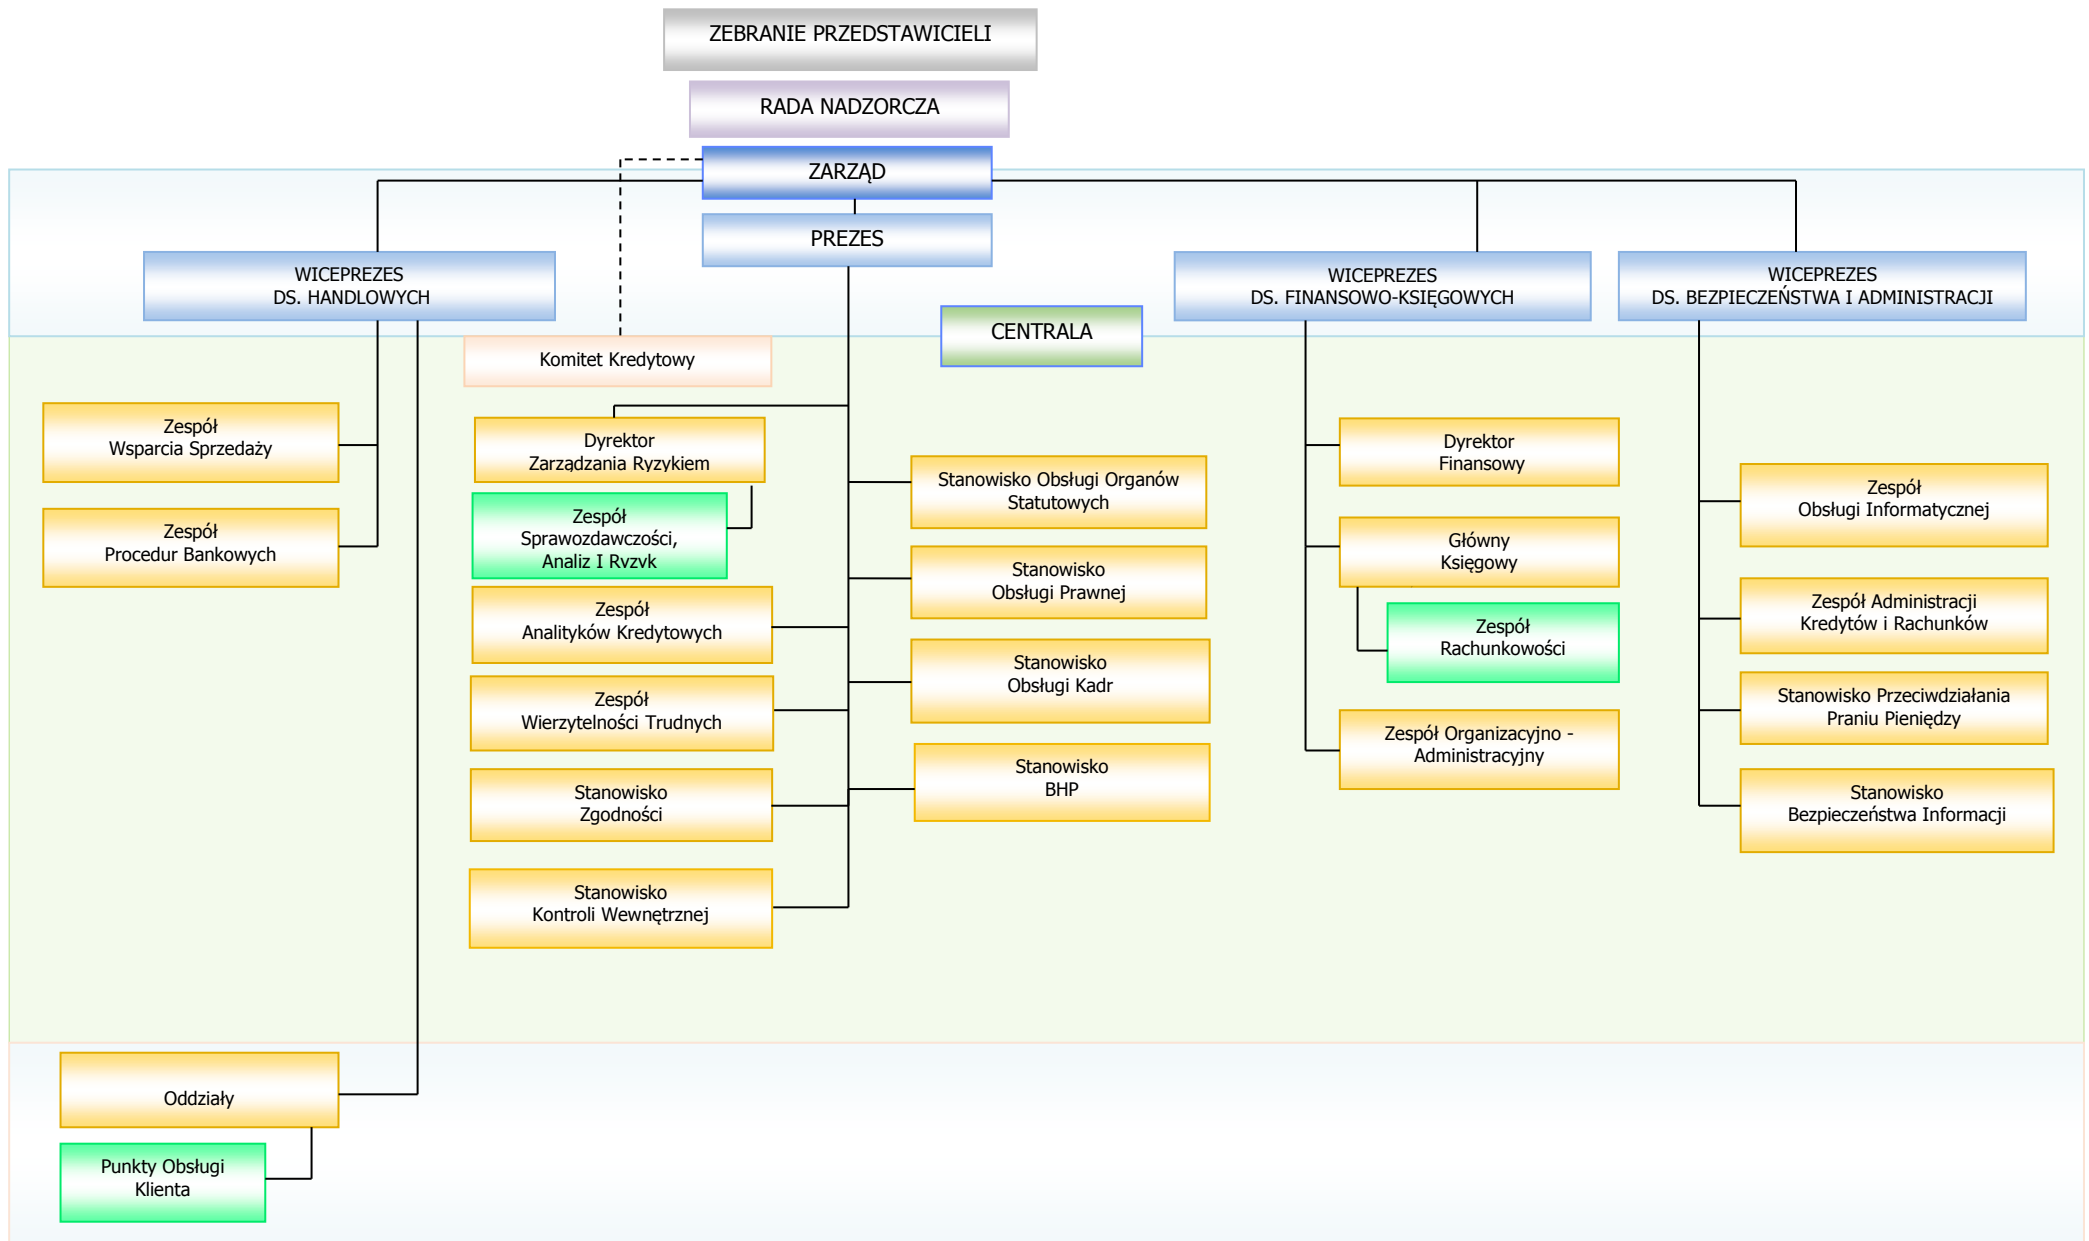 ZEBRANIE PRZEDSTAWICIELI
RADA NADZORCZA
ZARZĄD
PREZES
WICEPREZES
DS. HANDLOWYCH
WICEPREZES
DS. FINANSOWO-KSIĘGOWYCH
WICEPREZES
DS. BEZPIECZEŃSTWA I ADMINISTRACJI
CENTRALA
Komitet Kredytowy
Zespół
Wsparcia Sprzedaży
Zespół
Procedur Bankowych
Dyrektor
Zarządzania Ryzykiem
Zespół
Sprawozdawczości,
Analiz I Ryzyk
Zespół
Analityków Kredytowych
Zespół
Wierzytelności Trudnych
Stanowisko
Zgodności
Stanowisko
Kontroli Wewnętrznej
Stanowisko Obsługi Organów
Statutowych
Stanowisko
Obsługi Prawnej
Stanowisko
Obsługi Kadr
Stanowisko
BHP
Dyrektor
Finansowy
Główny
Księgowy
Zespół
Rachunkowości
Zespół Organizacyjno -
Administracyjny
Zespół
Obsługi Informatycznej
Zespół Administracji
Kredytów i Rachunków
Stanowisko Przeciwdziałania
Praniu Pieniędzy
Stanowisko
Bezpieczeństwa Informacji
Oddziały
Punkty Obsługi
Klienta